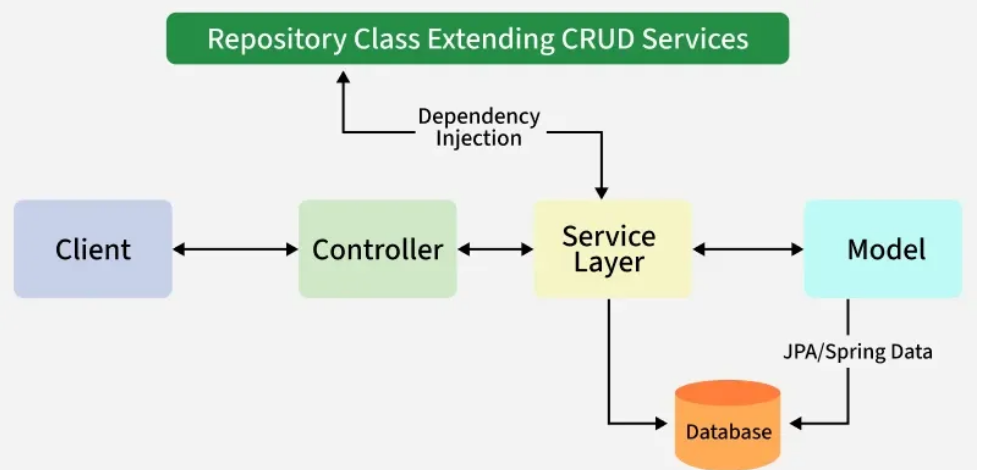 Repository Class Extending CRUD Services
Dependency
Injection
Client
Controller
Service
Layer
Model
JPA/Spring Data
Database